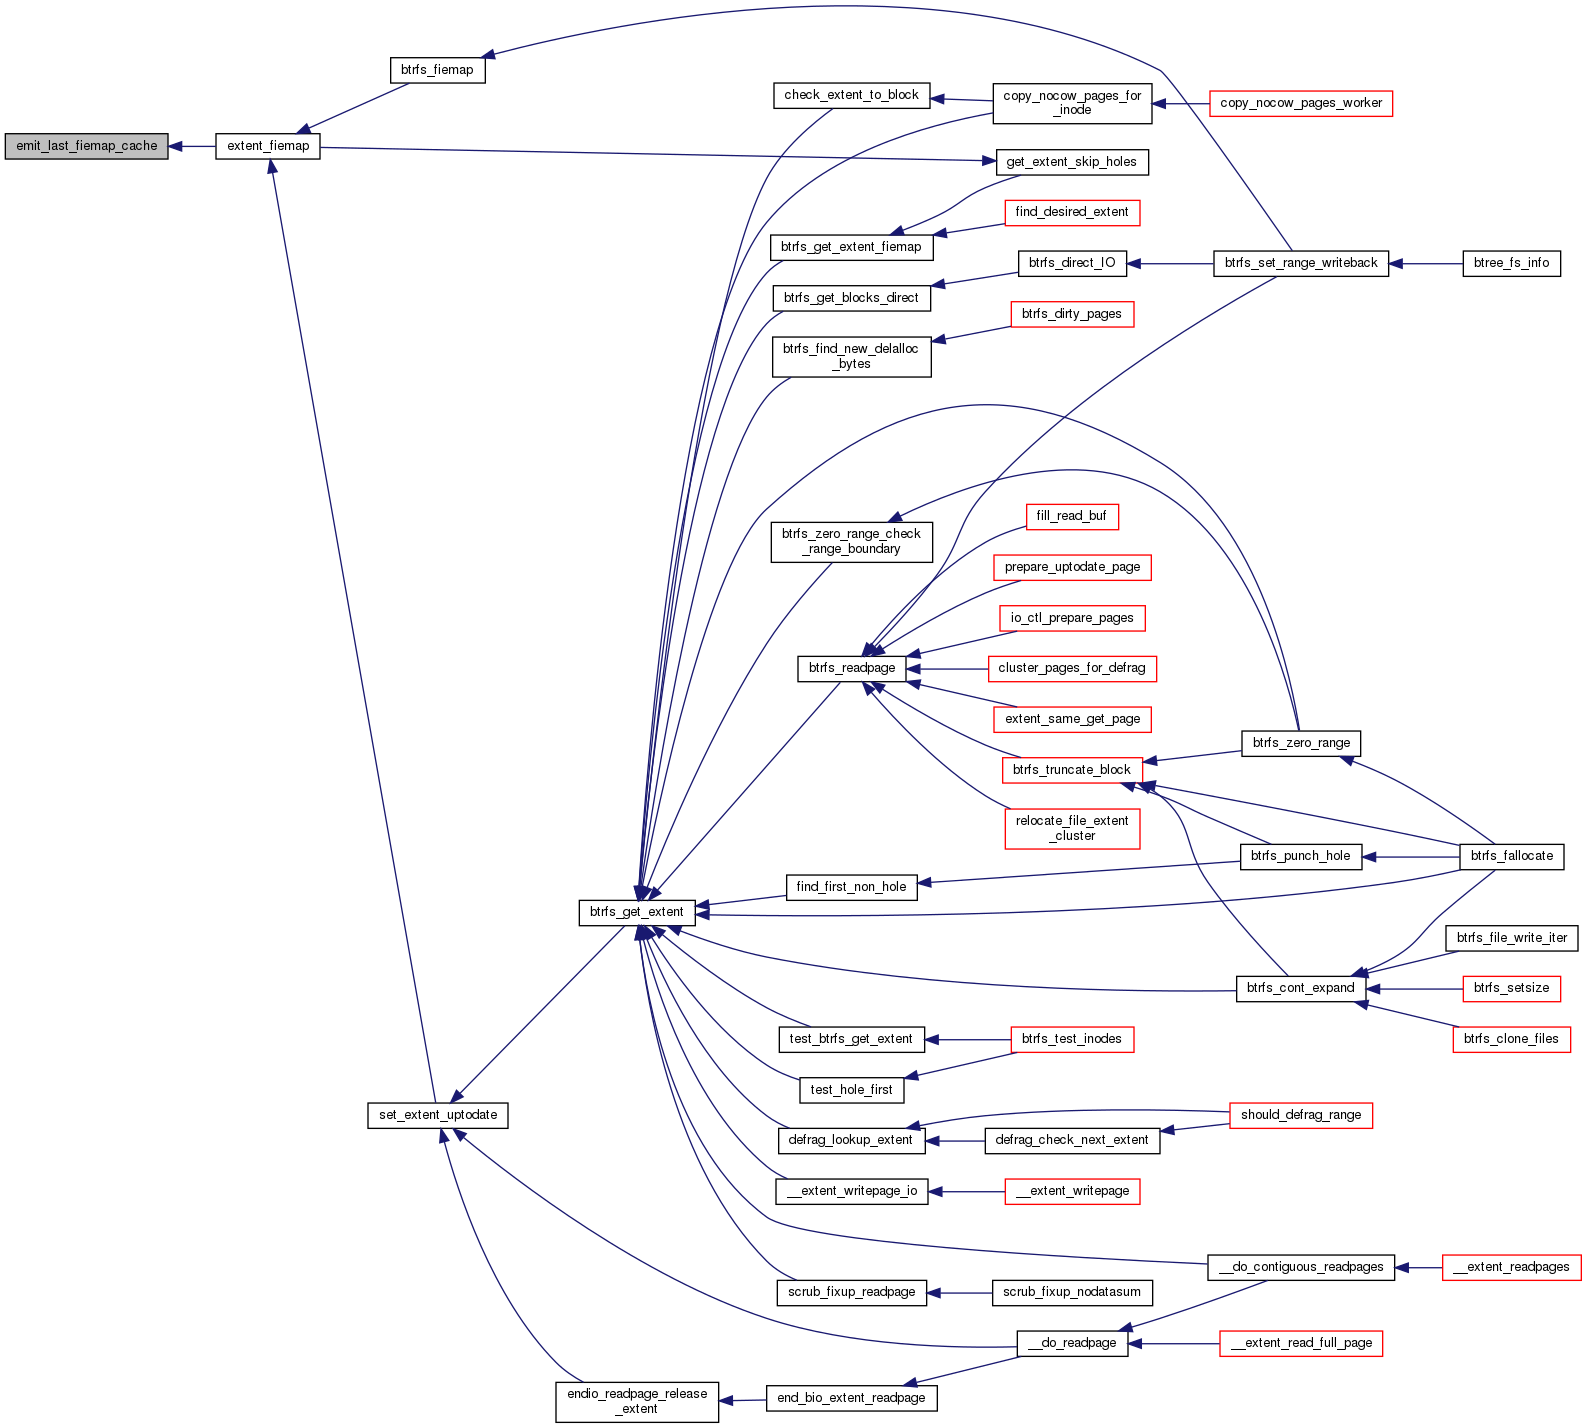 btrfs_fiemap
emit_last_fiemap_cache
extent_fiemap
check_extent_to_block
copy_nocow_pages_for
_inode
copy_nocow_pages_worker
get_extent_skip_holes
find_desired_extent
btrfs_get_extent_fiemap
btrfs_direct_IO
btrfs_set_range_writeback
btree_fs_info
btrfs_get_blocks_direct
btrfs_dirty_pages
btrfs_find_new_delalloc
_bytes
fill_read_buf
btrfs_zero_range_check
_range_boundary
prepare_uptodate_page
io_ctl_prepare_pages
btrfs_readpage
cluster_pages_for_defrag
extent_same_get_page
btrfs_zero_range
btrfs_truncate_block
relocate_file_extent
_cluster
btrfs_punch_hole
btrfs_fallocate
find_first_non_hole
btrfs_get_extent
btrfs_file_write_iter
btrfs_cont_expand
btrfs_setsize
test_btrfs_get_extent
btrfs_test_inodes
btrfs_clone_files
test_hole_first
set_extent_uptodate
should_defrag_range
defrag_lookup_extent
defrag_check_next_extent
__extent_writepage_io
__extent_writepage
__do_contiguous_readpages
__extent_readpages
scrub_fixup_readpage
scrub_fixup_nodatasum
__do_readpage
__extent_read_full_page
endio_readpage_release
_extent
end_bio_extent_readpage